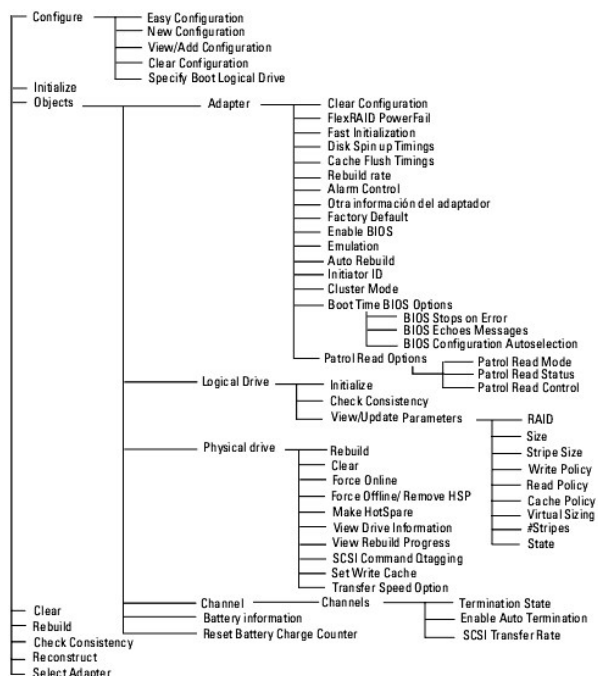 Configure
Easy Configuration
New Configuration
View/Add Configuration
Clear Configuration
Specify Boot Logical Drive
Initialize
Objects
Adapter
Clear Configuration
FlexRAID PowerFail
Fast Initialization
Disk Spin up Timings
Cache Flush Timings
Rebuild rate
Alarm Control
Otra información del adaptador
Factory Default
Enable BIOS
Emulation
Auto Rebuild
Initiator ID
Cluster Mode
Boot Time BIOS Options
BIOS Stops on Error
BIOS Echoes Messages
BIOS Configuration Autoselection
Patrol Read Options
Patrol Read Mode
Patrol Read Status
Patrol Read Control
Logical Drive
Initialize
Check Consistency
View/Update Parameters
RAID
Size
Stripe Size
Write Policy
Read Policy
Cache Policy
Virtual Sizing
#Stripes
State
Physical drive
Rebuild
Clear
Force Online
Force Offline/ Remove HSP
Make HotSpare
View Drive Information
View Rebuild Progress
SCSI Command Qtagging
Set Write Cache
Transfer Speed Option
Channel
Channels
Termination State
Enable Auto Termination
SCSI Transfer Rate
Battery information
Reset Battery Charge Counter
Clear
Rebuild
Check Consistency
Reconstruct
Select Adapter